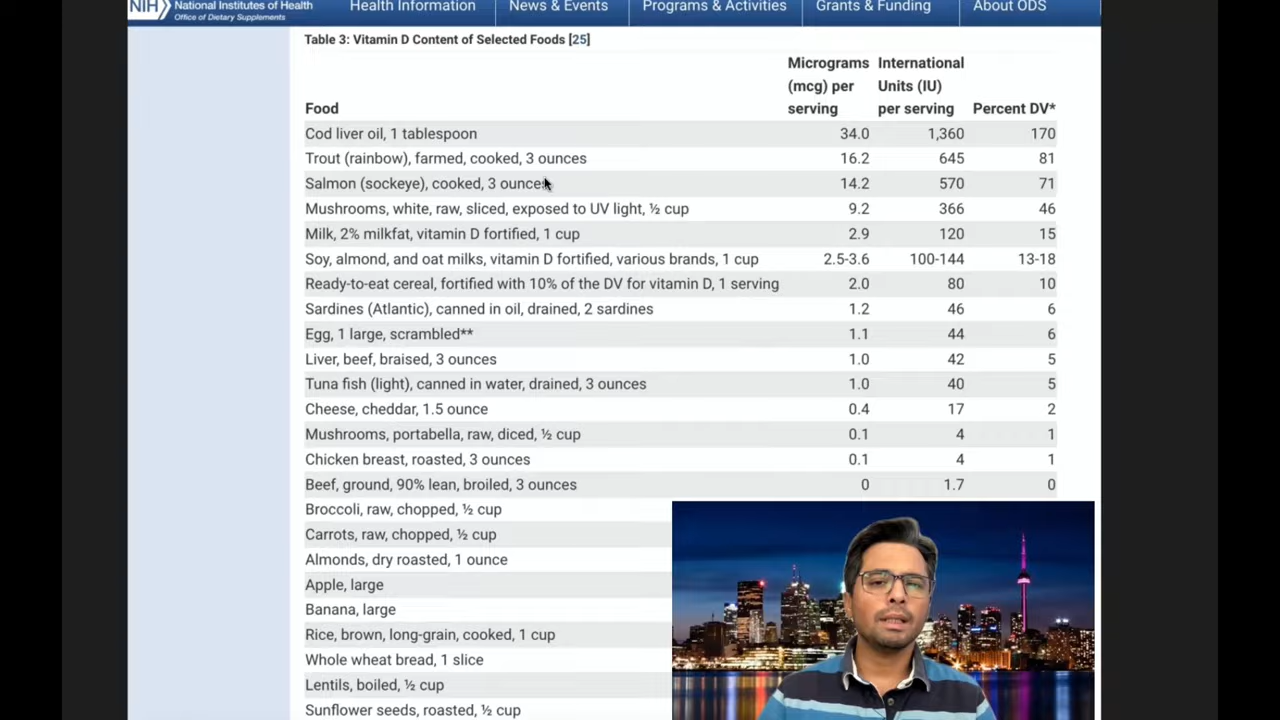 NIH National Institutes of Health Health Information News & Events Programs & Activities Grants & Funding About ODS
Office of Dietary Supplements
Table 3: Vitamin D Content of Selected Foods [25]
Food Micrograms (mcg) per serving International Units (IU) per serving Percent DV*
Cod liver oil, 1 tablespoon 34.0 1,360 170
Trout (rainbow), farmed, cooked, 3 ounces 16.2 645 81
Salmon (sockeye), cooked, 3 ounces 14.2 570 71
Mushrooms, white, raw, sliced, exposed to UV light, ½ cup 9.2 366 46
Milk, 2% milkfat, vitamin D fortified, 1 cup 2.9 120 15
Soy, almond, and oat milks, vitamin D fortified, various brands, 1 cup 2.5-3.6 100-144 13-18
Ready-to-eat cereal, fortified with 10% of the DV for vitamin D, 1 serving 2.0 80 10
Sardines (Atlantic), canned in oil, drained, 2 sardines 1.2 46 6
Egg, 1 large, scrambled** 1.1 44 6
Liver, beef, braised, 3 ounces 1.0 42 5
Tuna fish (light), canned in water, drained, 3 ounces 1.0 40 5
Cheese, cheddar, 1.5 ounce 0.4 17 2
Mushrooms, portabella, raw, diced, ½ cup 0.1 4 1
Chicken breast, roasted, 3 ounces 0.1 4 1
Beef, ground, 90% lean, broiled, 3 ounces 0 1.7 0
Broccoli, raw, chopped, ½ cup
Carrots, raw, chopped, ½ cup
Almonds, dry roasted, 1 ounce
Apple, large
Banana, large
Rice, brown, long-grain, cooked, 1 cup
Whole wheat bread, 1 slice
Lentils, boiled, ½ cup
Sunflower seeds, roasted, ½ cup